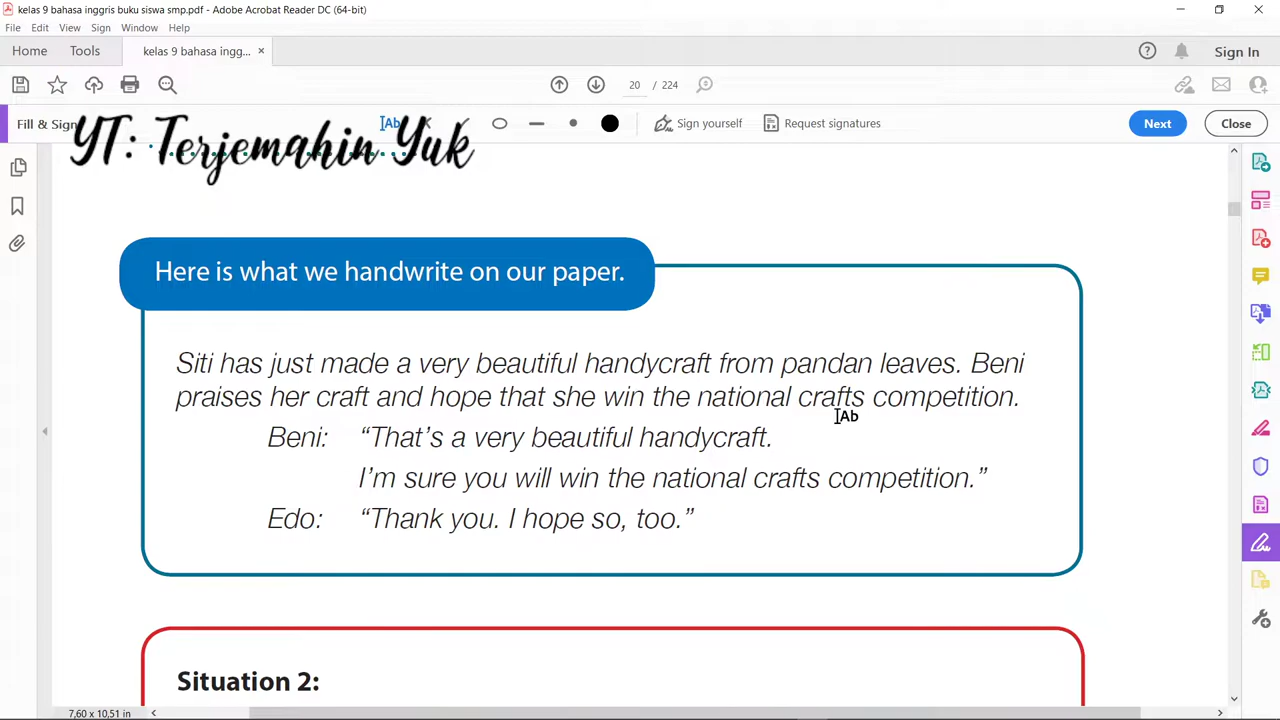 kelas 9 bahasa inggris buku siswa smp.pdf - Adobe Acrobat Reader DC (64-bit)
File Edit View Sign Window Help
Home Tools kelas 9 bahasa ingg... × Sign In
20 / 224
Fill & Sign Ab Sign yourself Request signatures Next Close
YT: Terjemahin Yuk
Here is what we handwrite on our paper.
Siti has just made a very beautiful handycraft from pandan leaves. Beni
praises her craft and hope that she win the national crafts competition.
Ab
Beni: “That’s a very beautiful handycraft.
I’m sure you will win the national crafts competition.”
Edo: “Thank you. I hope so, too.”
Situation 2:
7,60 x 10,51 in